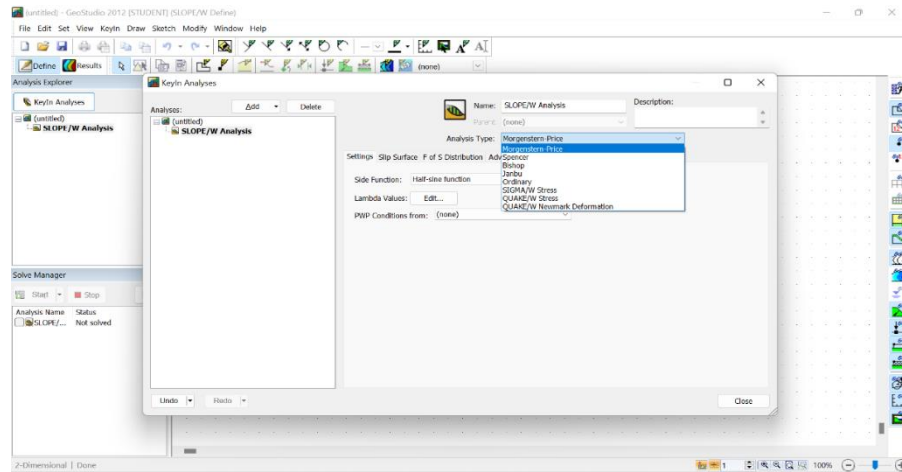 (untitled) - GeoStudio 2012 [STUDENT] (SLOPE/W Define)
File Edit Set View KeyIn Draw Sketch Modify Window Help
Define Results (none)
Analysis Explorer
KeyIn Analyses
(untitled)
SLOPE/W Analysis
KeyIn Analyses
Analyses: Add Delete
(untitled)
SLOPE/W Analysis
Name: SLOPE/W Analysis
Description:
Parent: (none)
Analysis Type: Morgenstern-Price
Morgenstern-Price
Spencer
Bishop
Janbu
Ordinary
SIGMA/W Stress
QUAKE/W Stress
QUAKE/W Newmark Deformation
Settings Slip Surface F of S Distribution Adv
Side Function: Half-sine function
Lambda Values: Edit...
PWP Conditions from: (none)
Undo Redo Close
Solve Manager
Start Stop
Analysis Name Status
SLOPE/... Not solved
2-Dimensional | Done
1 100%